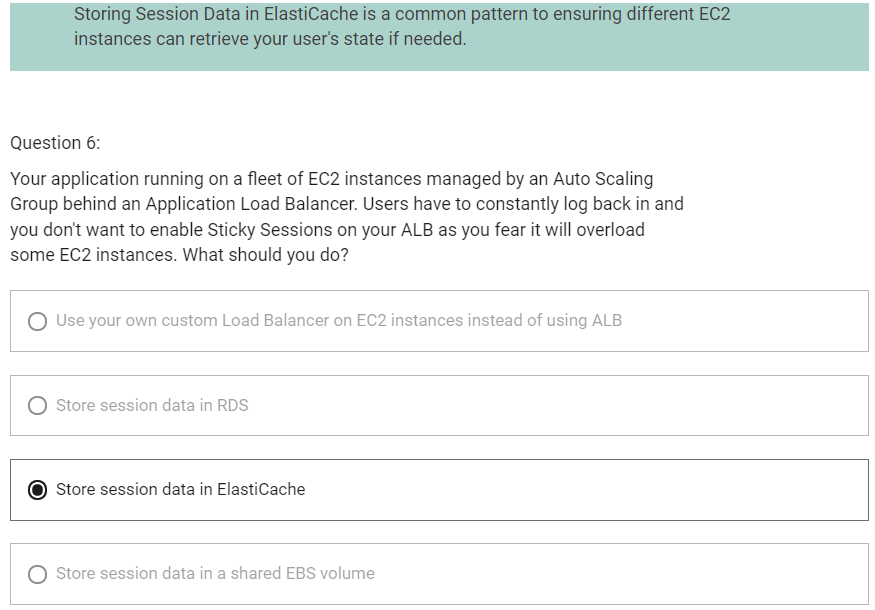 Storing Session Data in ElastiCache is a common pattern to ensuring different EC2
instances can retrieve your user's state if needed.
Question 6:
Your application running on a fleet of EC2 instances managed by an Auto Scaling
Group behind an Application Load Balancer. Users have to constantly log back in and
you don't want to enable Sticky Sessions on your ALB as you fear it will overload
some EC2 instances. What should you do?
Use your own custom Load Balancer on EC2 instances instead of using ALB
Store session data in RDS
Store session data in ElastiCache
Store session data in a shared EBS volume